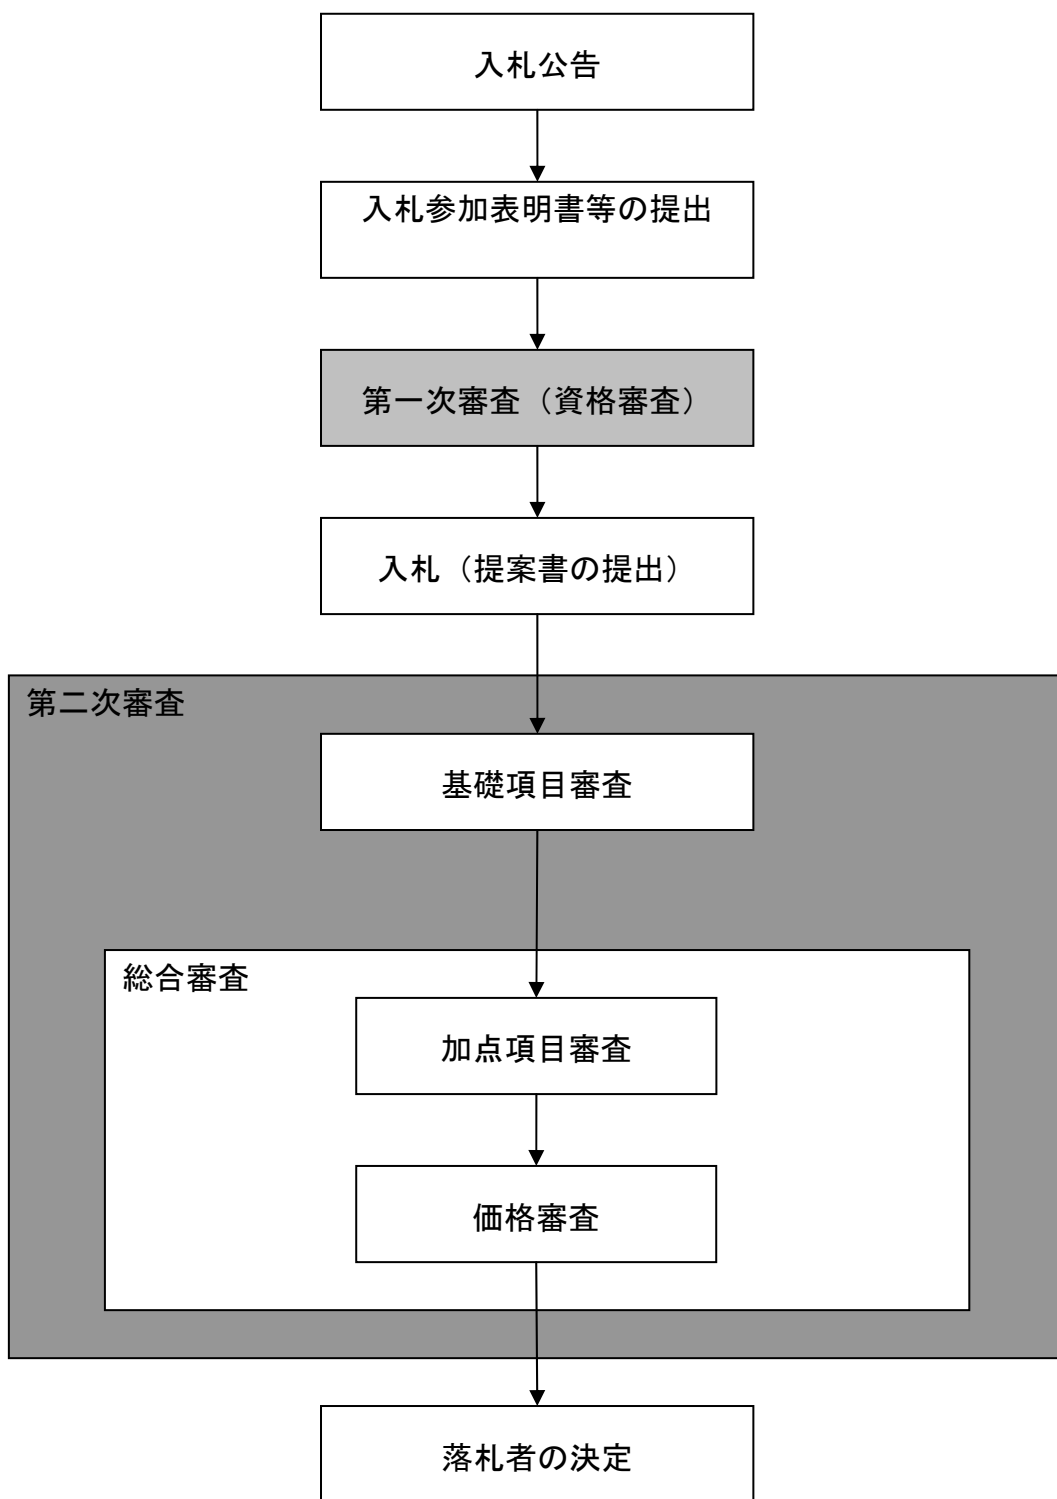 入札公告
入札参加表明書等の提出
第一次審査（資格審査）
入札（提案書の提出）
第二次審査
基礎項目審査
総合審査
加点項目審査
価格審査
落札者の決定